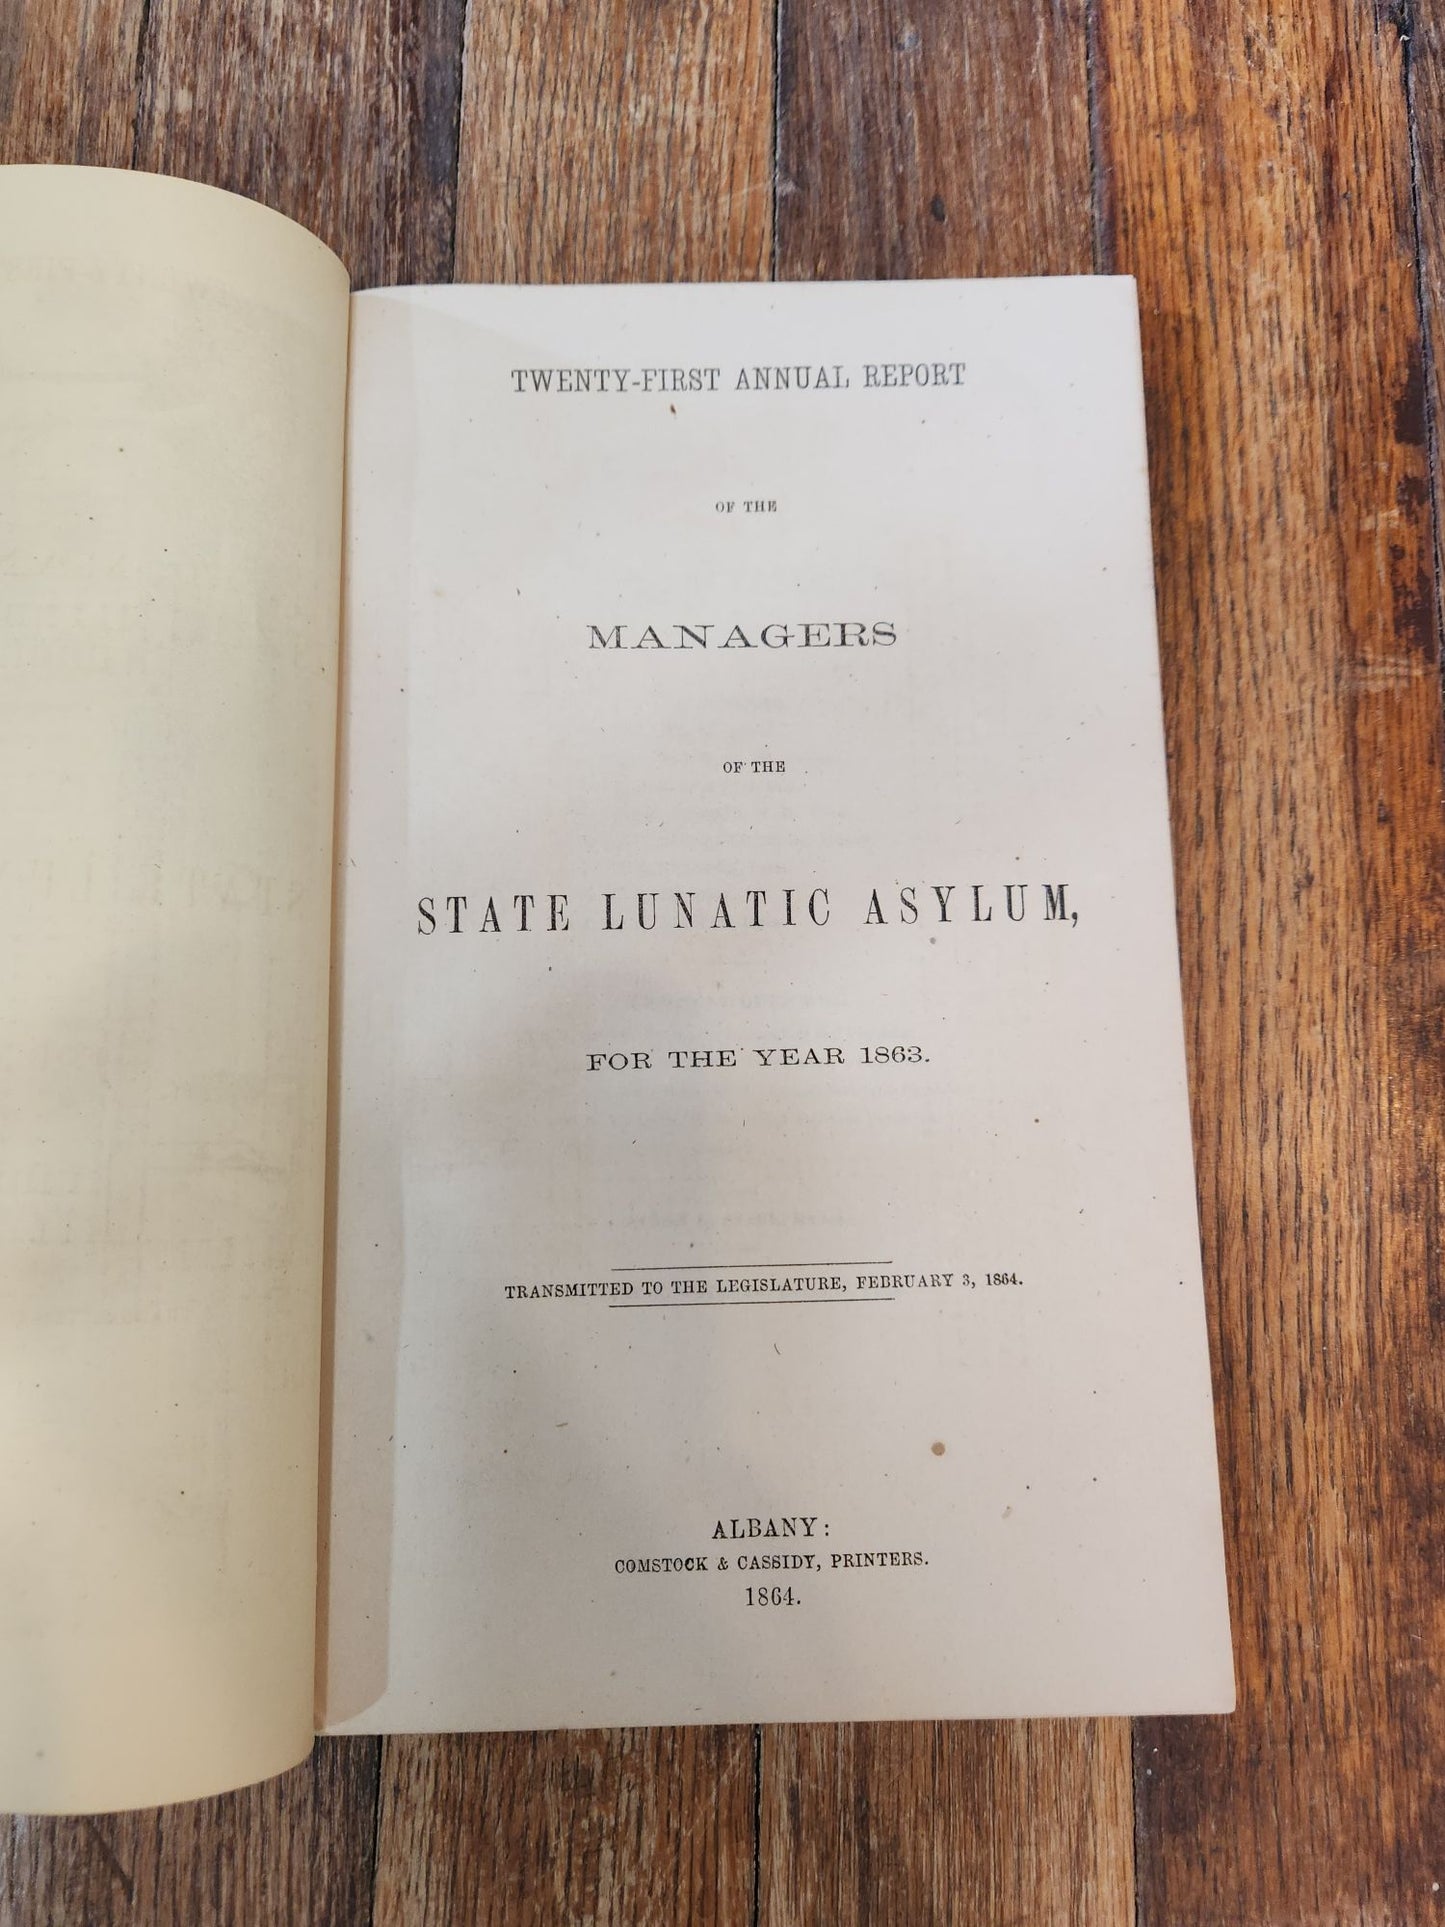 TWENTY-FIRST ANNUAL REPORT
OF THE
MANAGERS
OF THE
STATE LUNATIC ASYLUM,
FOR THE YEAR 1863.
TRANSMITTED TO THE LEGISLATURE, FEBRUARY 3, 1864.
ALBANY:
COMSTOCK & CASSIDY, PRINTERS.
1864.